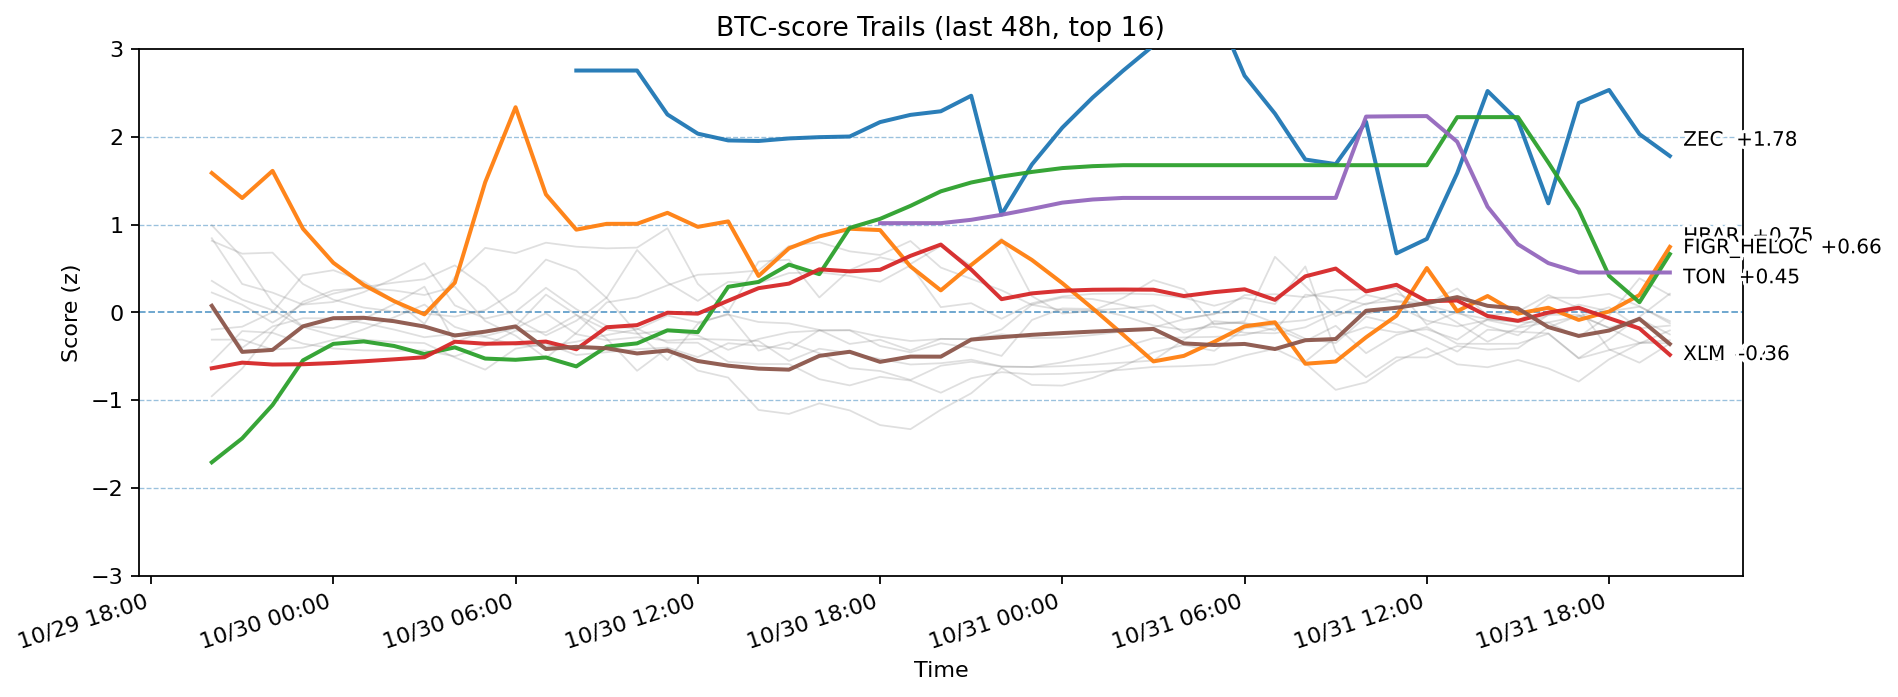 BTC-score Trails (last 48h, top 16)
Score (z)
3
2
1
0
−1
−2
−3
ZEC +1.78
HBAR +0.75
FIGR_HELOC +0.66
TON +0.45
XLM -0.36
10/29 18:00
10/30 00:00
10/30 06:00
10/30 12:00
10/30 18:00
10/31 00:00
10/31 06:00
10/31 12:00
10/31 18:00
Time